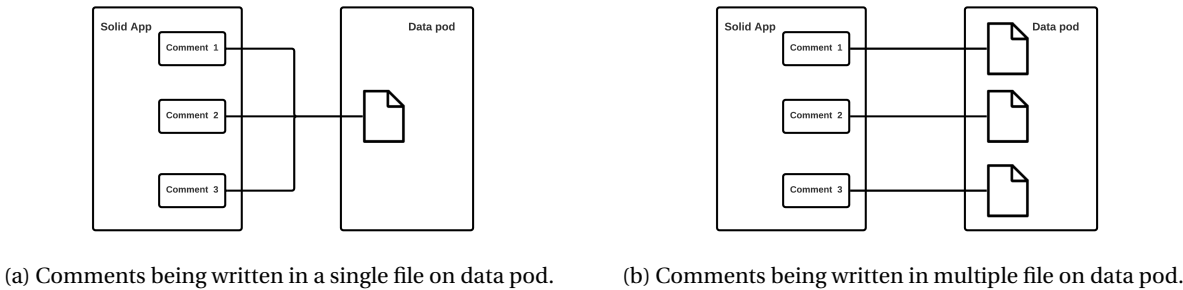 Solid App
Data pod
Comment 1
Comment 2
Comment 3
(a) Comments being written in a single file on data pod.
Solid App
Data pod
Comment 1
Comment 2
Comment 3
(b) Comments being written in multiple file on data pod.